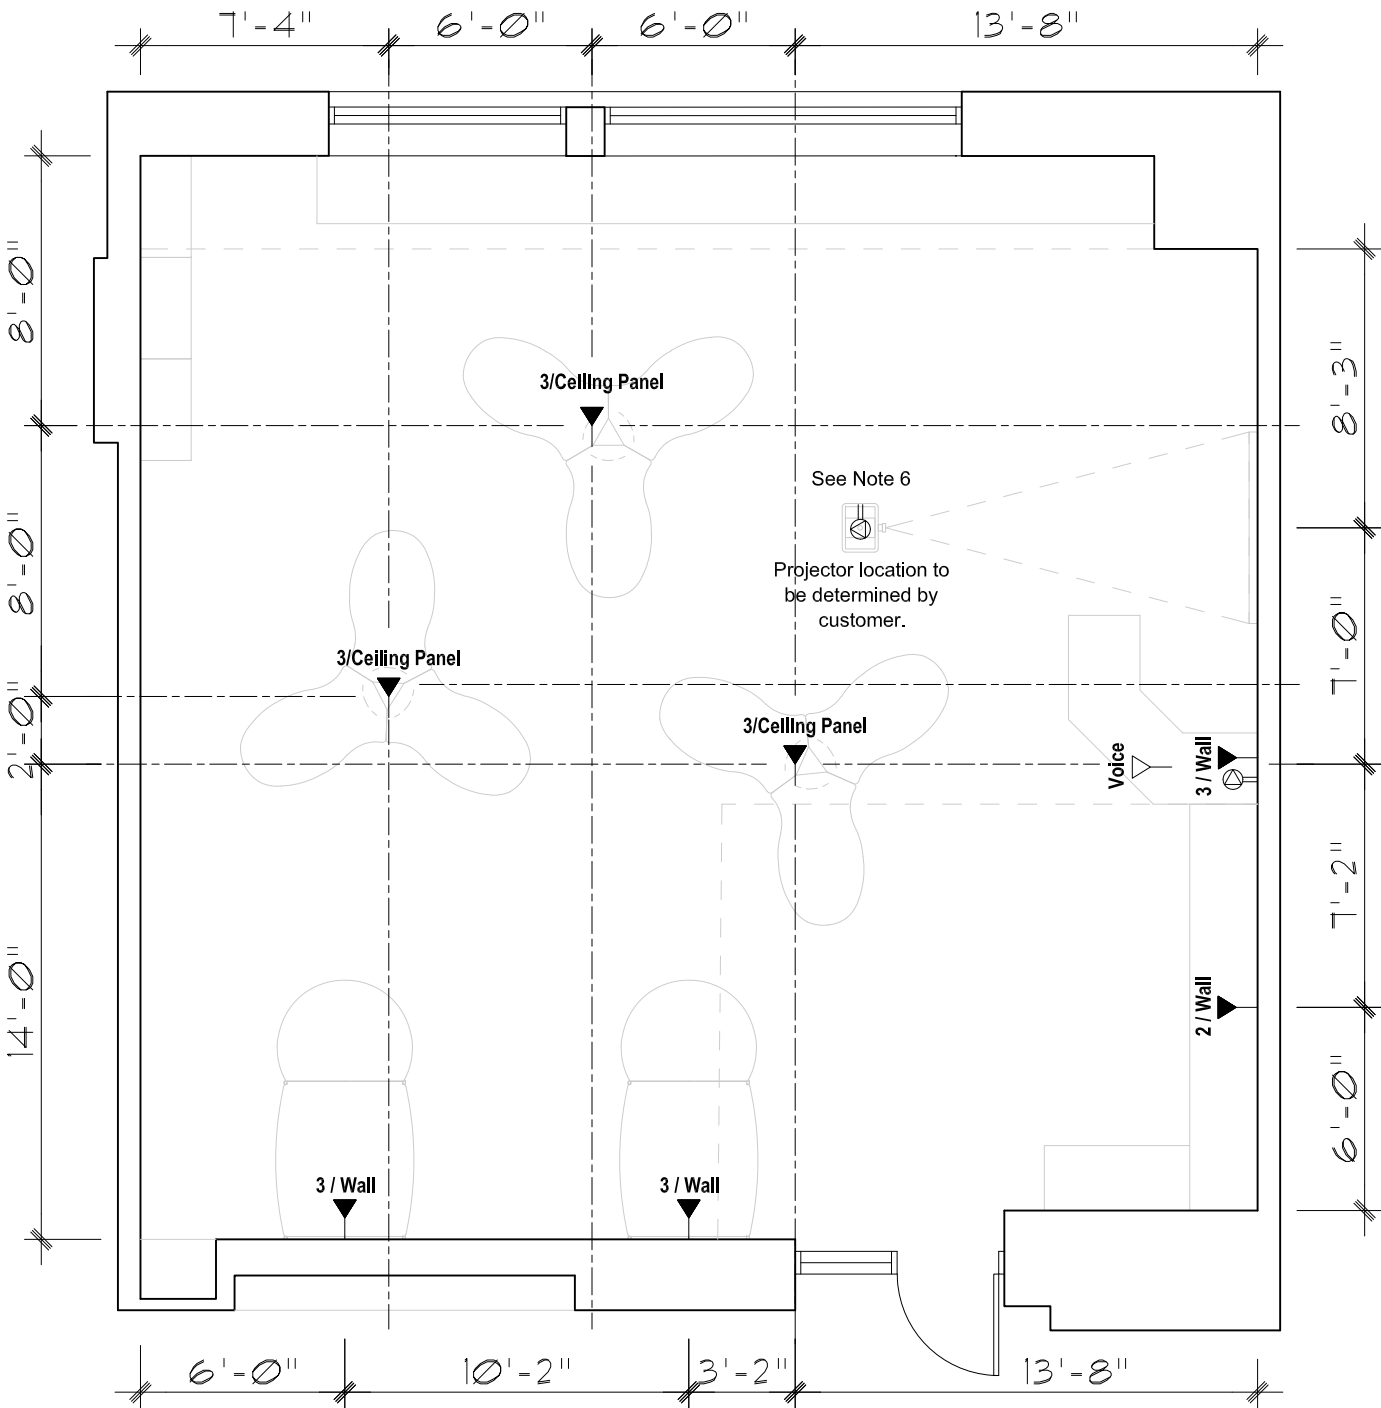 7'-4" 6'-0" 6'-0" 13'-8"
8'-0"
8'-3"
3/Ceiling Panel
See Note 6
8'-0"
Projector location to
be determined by
customer.
7'-0"
3/Ceiling Panel
2'-0"
3/Ceiling Panel
Voice
3 / Wall
7'-2"
14'-0"
2 / Wall
6'-0"
3 / Wall
3 / Wall
6'-0" 10'-2" 3'-2" 13'-8"